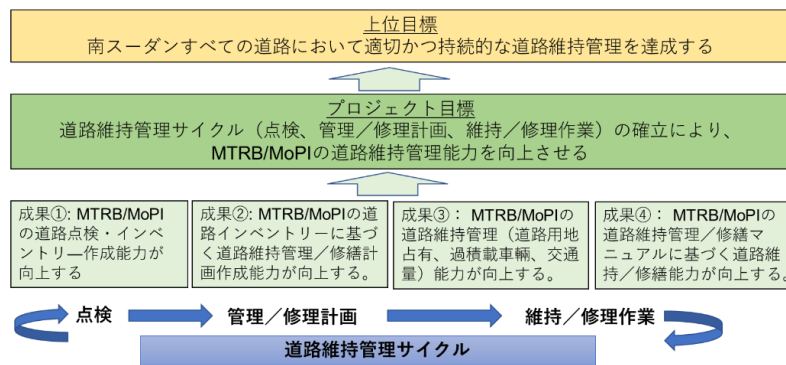 上位目標
南スーダンすべての道路において適切かつ持続的な道路維持管理を達成する
プロジェクト目標
道路維持管理サイクル（点検、管理／修理計画、維持／修理作業）の確立により、
MTRB/MoPIの道路維持管理能力を向上させる
成果①: MTRB/MoPI
の道路点検・インベ
ントリ―作成能力が
向上する
成果②: MTRB/MoPIの道
路インベントリーに基づ
く道路維持管理／修繕計
画作成能力が向上する。
成果③： MTRB/MoPIの
道路維持管理（道路用地
占有、過積載車輛、交通
量）能力が向上する。
成果④： MTRB/MoPIの
道路維持管理／修繕マ
ニュアルに基づく道路維
持／修繕能力が向上する。
点検
管理／修理計画
維持／修理作業
道路維持管理サイクル